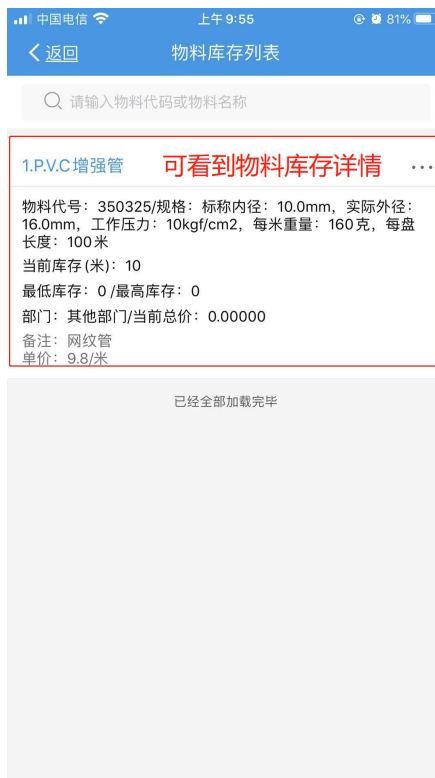 中国电信 上午9:55 81%
返回 物料库存列表
请输入物料代码或物料名称
1.P.V.C增强管 可看到物料库存详情 ...
物料代号：350325/规格：标称内径：10.0mm，实际外径：
16.0mm，工作压力：10kgf/cm2，每米重量：160克，每盘
长度：100米
当前库存(米)：10
最低库存：0/最高库存：0
部门：其他部门/当前总价：0.00000
备注：网纹管
单价：9.8/米
已经全部加载完毕